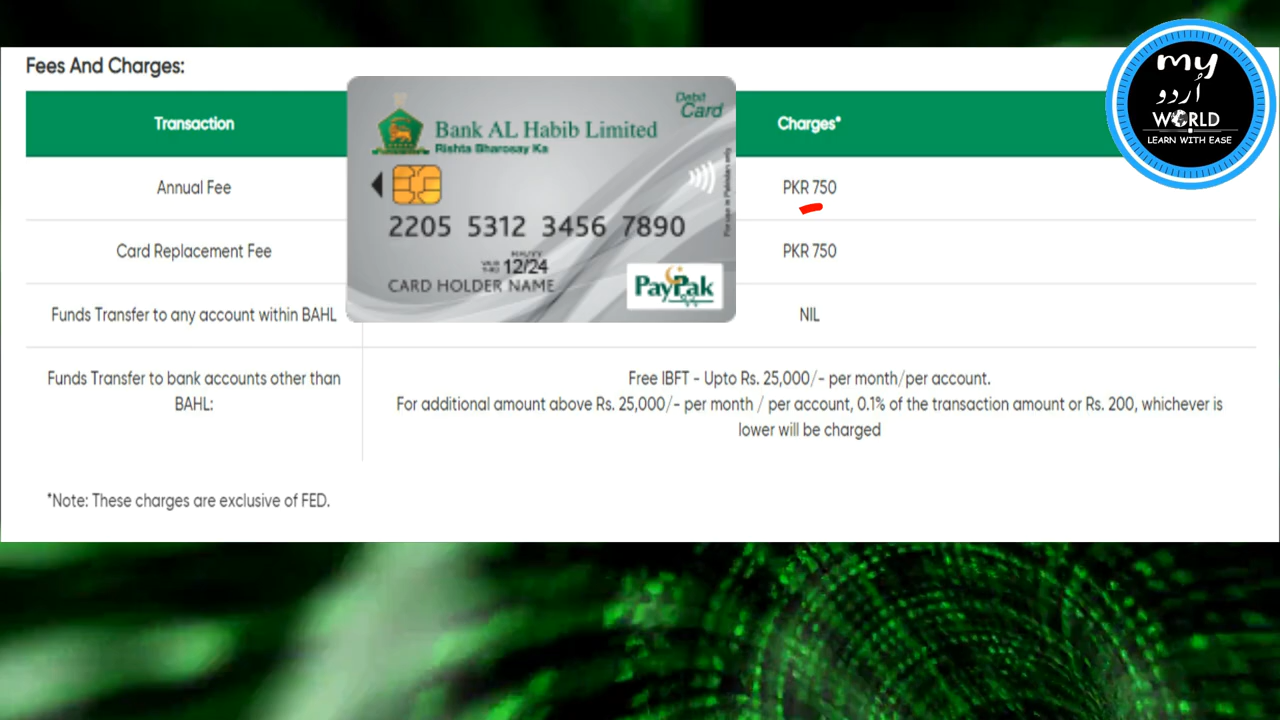 Fees And Charges:
Transaction
Charges*
Annual Fee
PKR 750
Card Replacement Fee
PKR 750
Funds Transfer to any account within BAHL
NIL
Funds Transfer to bank accounts other than
BAHL:
Free IBFT - Upto Rs. 25,000/- per month/per account.
For additional amount above Rs. 25,000/- per month / per account, 0.1% of the transaction amount or Rs. 200, whichever is
lower will be charged
*Note: These charges are exclusive of FED.
Debit
Card
Bank AL Habib Limited
Rishta Bharosay Ka
2205 5312 3456 7890
12/24
CARD HOLDER NAME
PayPak
For use in Pakistan only
my
اُردو
WORLD
LEARN WITH EASE